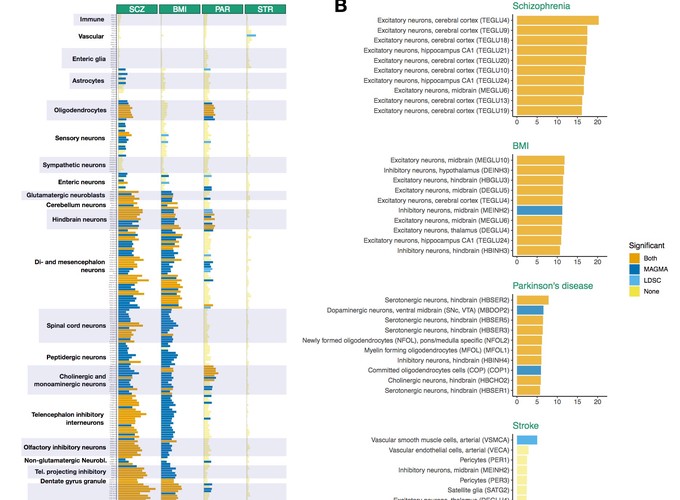 SCZ BMI PAR STR
Immune
Vascular
Enteric glia
Astrocytes
Oligodendrocytes
Sensory neurons
Sympathetic neurons
Enteric neurons
Glutamatergic neuroblasts
Cerebellum neurons
Hindbrain neurons
Di- and mesencephalon
neurons
Spinal cord neurons
Peptidergic neurons
Cholinergic and
monoaminergic neurons
Telencephalon inhibitory
interneurons
Olfactory inhibitory neurons
Non-glutamatergic Neurobl.
Tel. projecting inhibitory
Dentate gyrus granule
B
Schizophrenia
Excitatory neurons, cerebral cortex (TEGLU4)
Excitatory neurons, cerebral cortex (TEGLU9)
Excitatory neurons, cerebral cortex (TEGLU18)
Excitatory neurons, hippocampus CA1 (TEGLU21)
Excitatory neurons, cerebral cortex (TEGLU20)
Excitatory neurons, cerebral cortex (TEGLU10)
Excitatory neurons, hippocampus CA1 (TEGLU24)
Excitatory neurons, midbrain (MEGLU6)
Excitatory neurons, cerebral cortex (TEGLU13)
Excitatory neurons, cerebral cortex (TEGLU19)
0 5 10 15 20
BMI
Excitatory neurons, midbrain (MEGLU10)
Inhibitory neurons, hypothalamus (DEINH3)
Excitatory neurons, hindbrain (HBGLU3)
Excitatory neurons, midbrain (DEGLU5)
Excitatory neurons, cerebral cortex (TEGLU4)
Inhibitory neurons, midbrain (MEINH2)
Excitatory neurons, midbrain (MEGLU6)
Excitatory neurons, thalamus (DEGLU4)
Excitatory neurons, hippocampus CA1 (TEGLU24)
Inhibitory neurons, hindbrain (HBINH3)
0 5 10 15 20
Parkinson's disease
Serotonergic neurons, hindbrain (HBSER2)
Dopaminergic neurons, ventral midbrain (SNc, VTA) (MBDOP2)
Serotonergic neurons, hindbrain (HBSER5)
Serotonergic neurons, hindbrain (HBSER3)
Newly formed oligodendrocytes (NFOL), pons/medulla specific (NFOL2)
Myelin forming oligodendrocytes (MFOL) (MFOL1)
Inhibitory neurons, hindbrain (HBINH4)
Committed oligodendrocytes cells (COP) (COP1)
Cholinergic neurons, hindbrain (HBCHO2)
Serotonergic neurons, hindbrain (HBSER1)
0 5 10 15 20
Stroke
Vascular smooth muscle cells, arterial (VSMCA)
Vascular endothelial cells, arterial (VECA)
Pericytes (PER1)
Inhibitory neurons, midbrain (MEINH2)
Pericytes (PER3)
Satellite glia (SATG2)
Significant
Both
MAGMA
LDSC
None